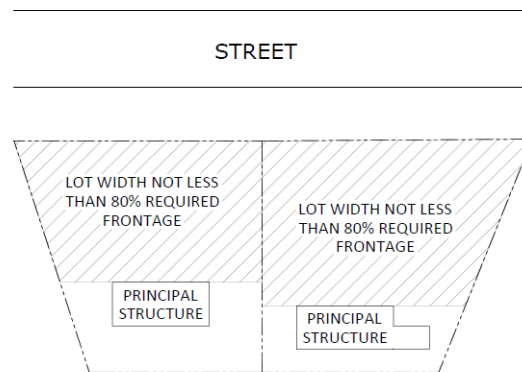 STREET
LOT WIDTH NOT LESS
THAN 80% REQUIRED
FRONTAGE
LOT WIDTH NOT LESS
THAN 80% REQUIRED
FRONTAGE
PRINCIPAL
STRUCTURE
PRINCIPAL
STRUCTURE